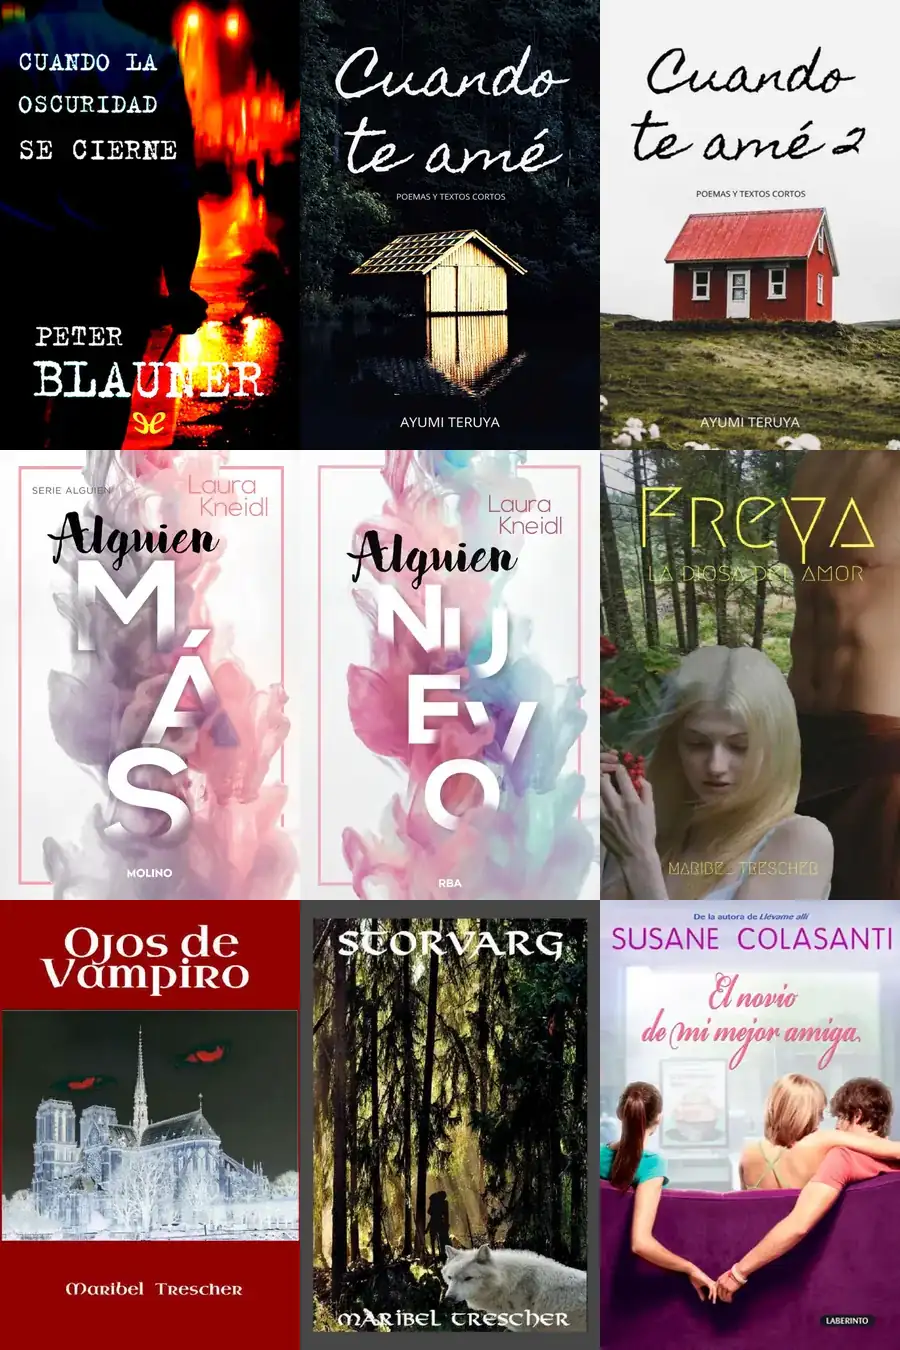 CUANDO LA
OSCURIDAD
SE CIERNE
PETER
BLAUNER
Cuando
te amé
POEMAS Y TEXTOS CORTOS
AYUMI TERUYA
Cuando
te amé 2
POEMAS Y TEXTOS CORTOS
AYUMI TERUYA
SERIE ALGUIEN
Laura
Kneidl
Alguien
MÁS
MOLINO
Laura
Kneidl
Alguien
NUEVO
RBA
FREYA
LA DIOSA DEL AMOR
MARIBEL TRESCHER
Ojos de
Vampiro
Maribel Trescher
STORVARG
MARIBEL TRESCHER
De la autora de Llévame allí
SUSANE COLASANTI
El novio
de mi mejor amiga
LABERINTO